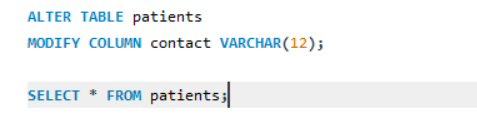 ALTER TABLE patients
MODIFY COLUMN contact VARCHAR(12);
SELECT * FROM patients;